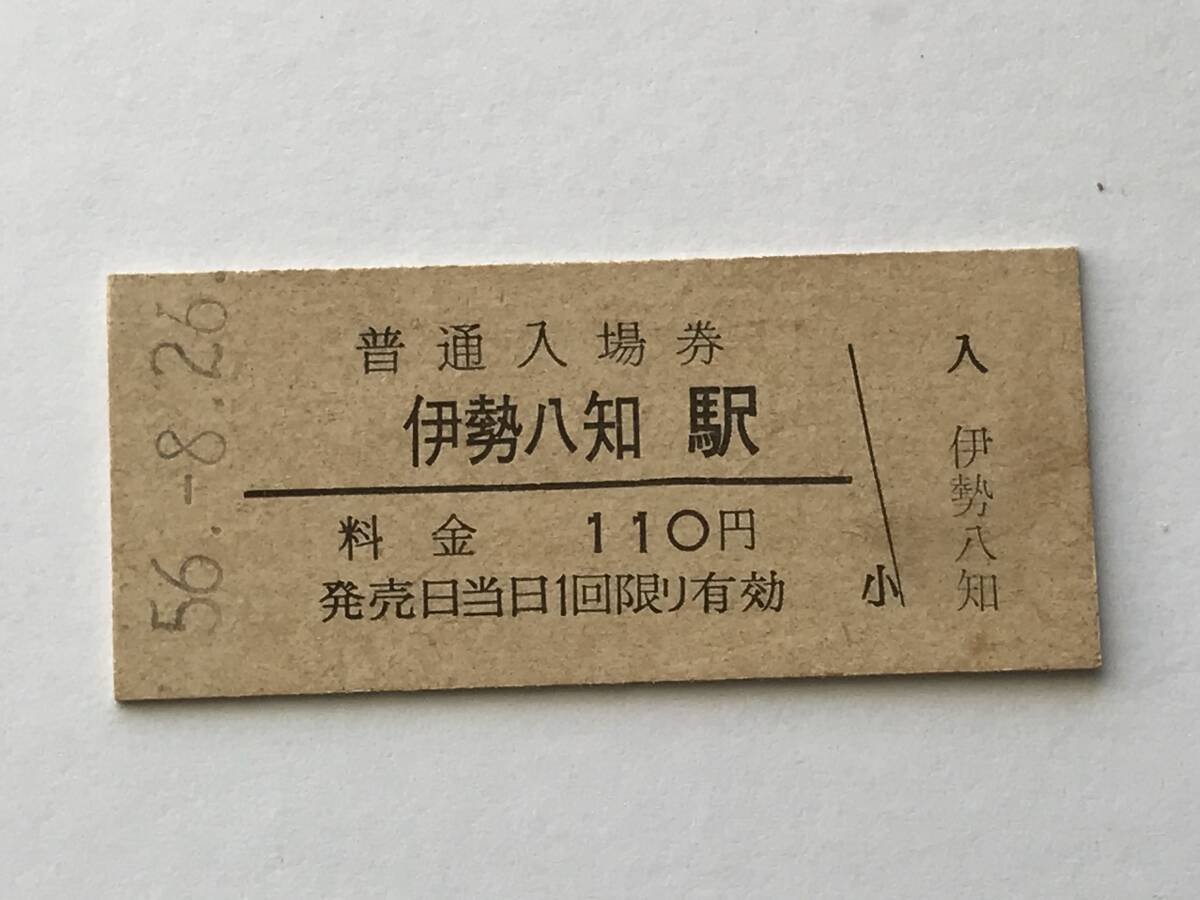 56.-8.26.
普通入場券
伊勢八知 駅
料金 110円
発売日当日1回限り有効
小
入
伊勢八知